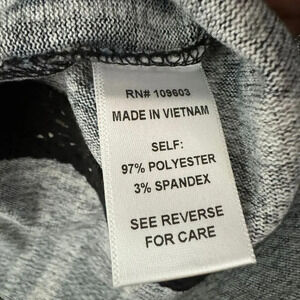 RN# 109603
MADE IN VIETNAM
SELF:
97% POLYESTER
3% SPANDEX
SEE REVERSE
FOR CARE